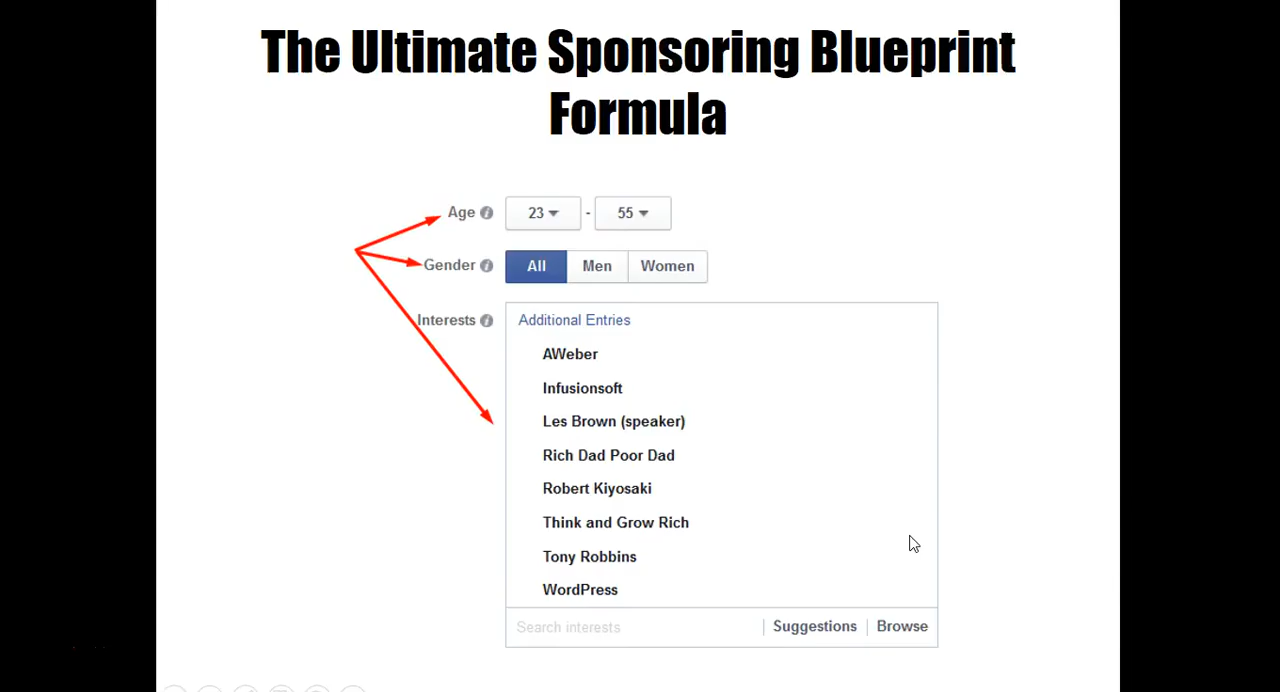 The Ultimate Sponsoring Blueprint
Formula
Age 23 - 55
Gender All Men Women
Interests Additional Entries
AWeber
Infusionsoft
Les Brown (speaker)
Rich Dad Poor Dad
Robert Kiyosaki
Think and Grow Rich
Tony Robbins
WordPress
Search interests Suggestions Browse